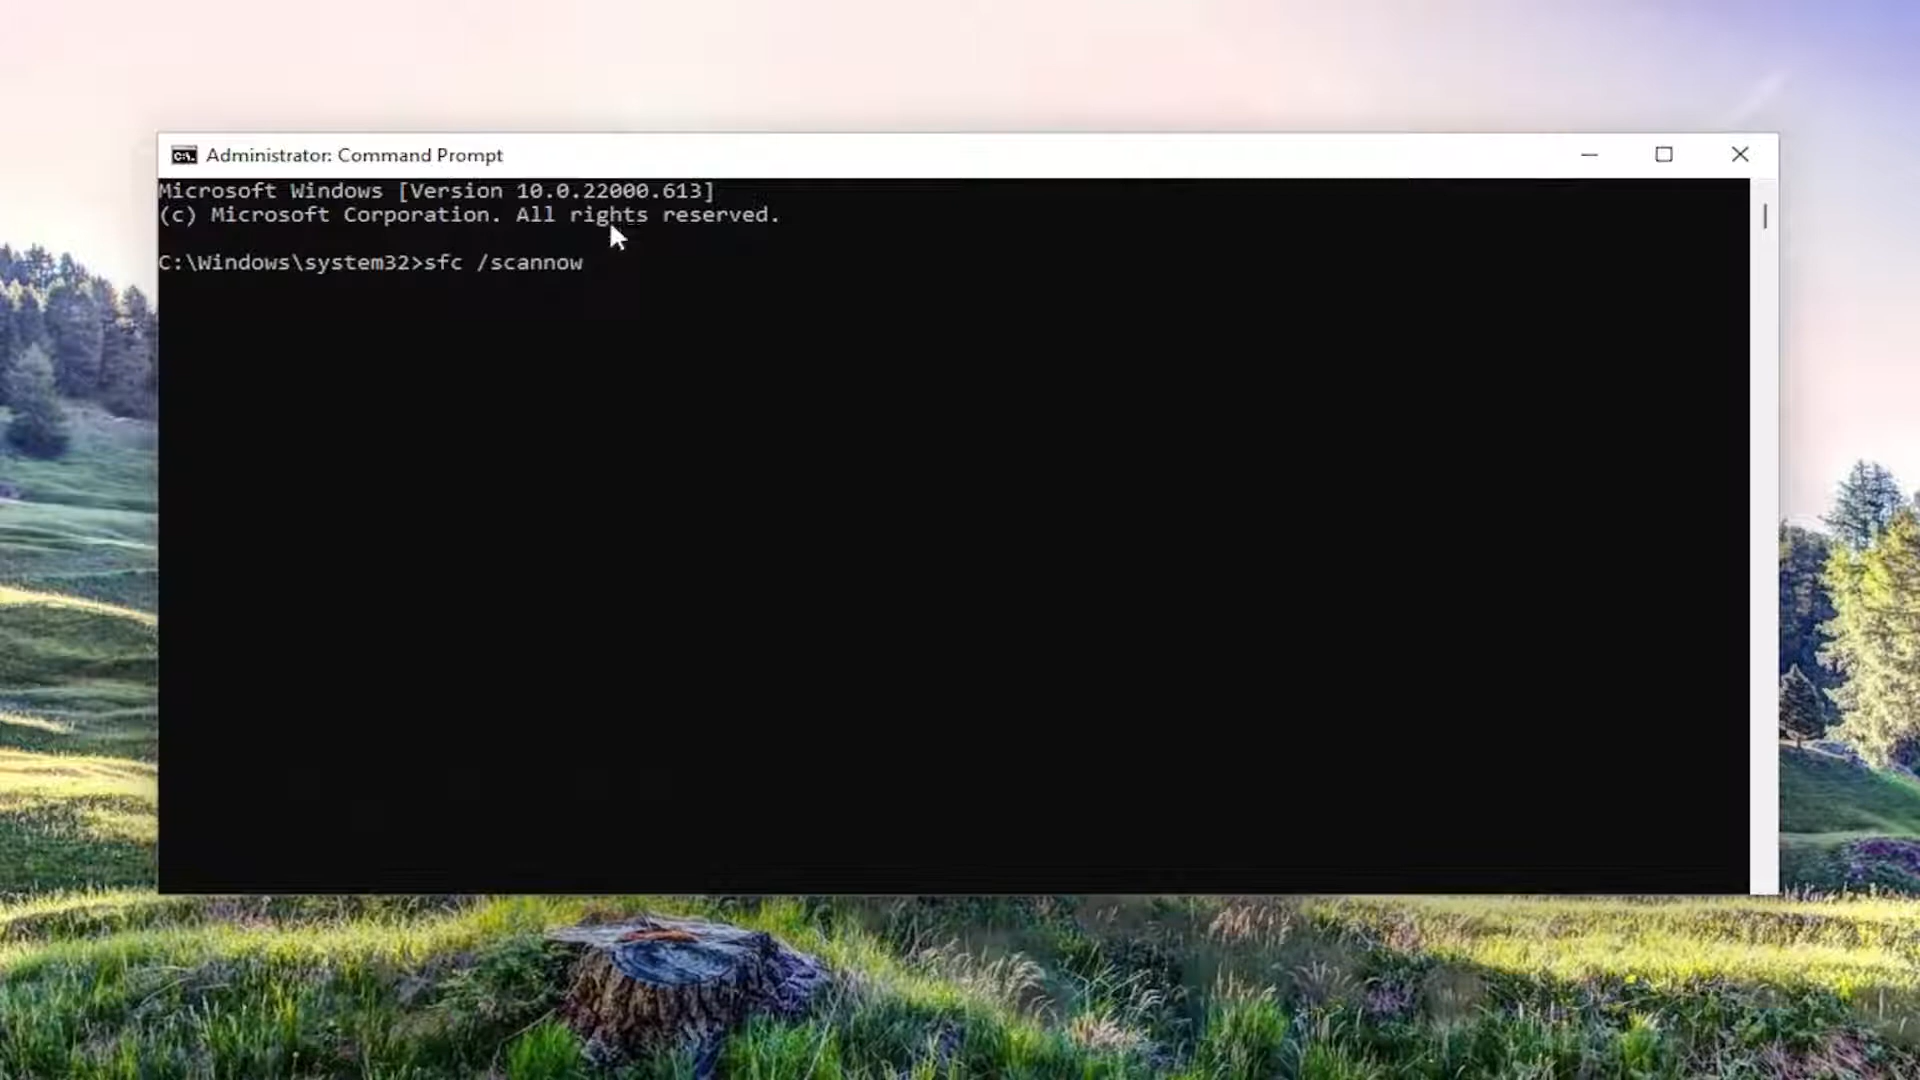 Administrator: Command Prompt
Microsoft Windows [Version 10.0.22000.613]
(c) Microsoft Corporation. All rights reserved.
C:\Windows\system32>sfc /scannow